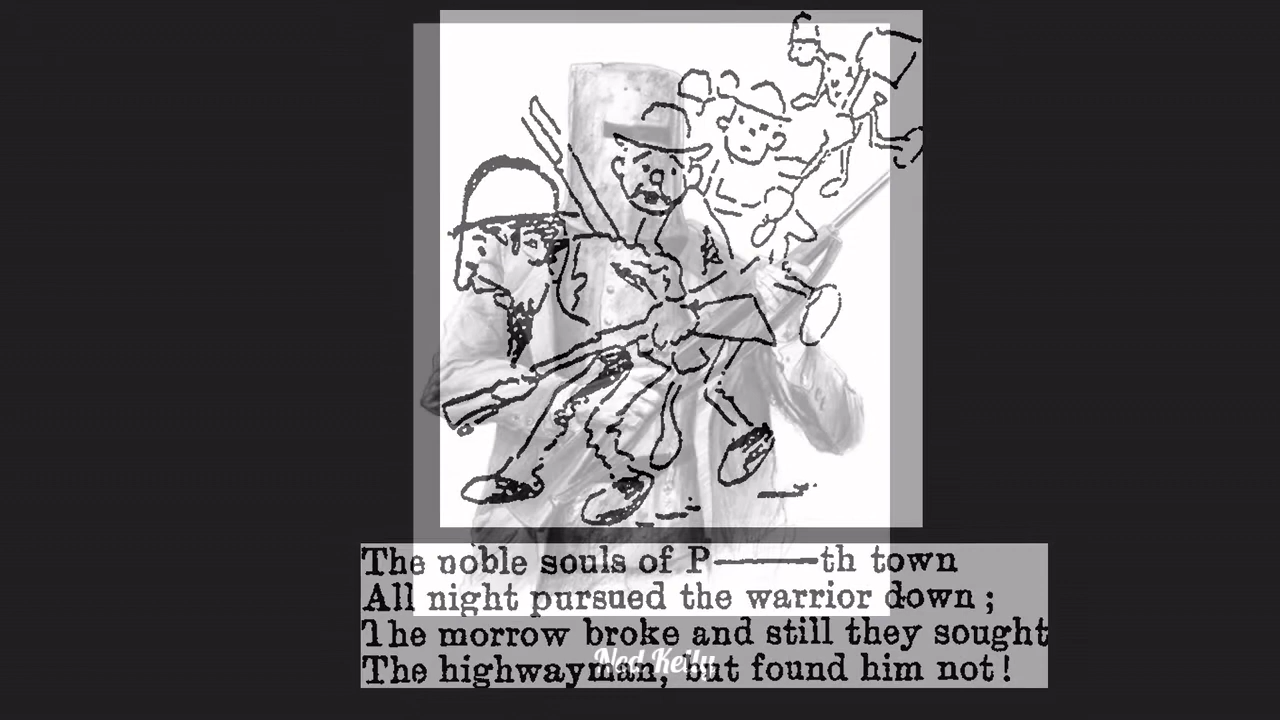 The noble souls of P———th town
All night pursued the warrior down;
The morrow broke and still they sought
The highwayman, but found him not!
Ned Kelly